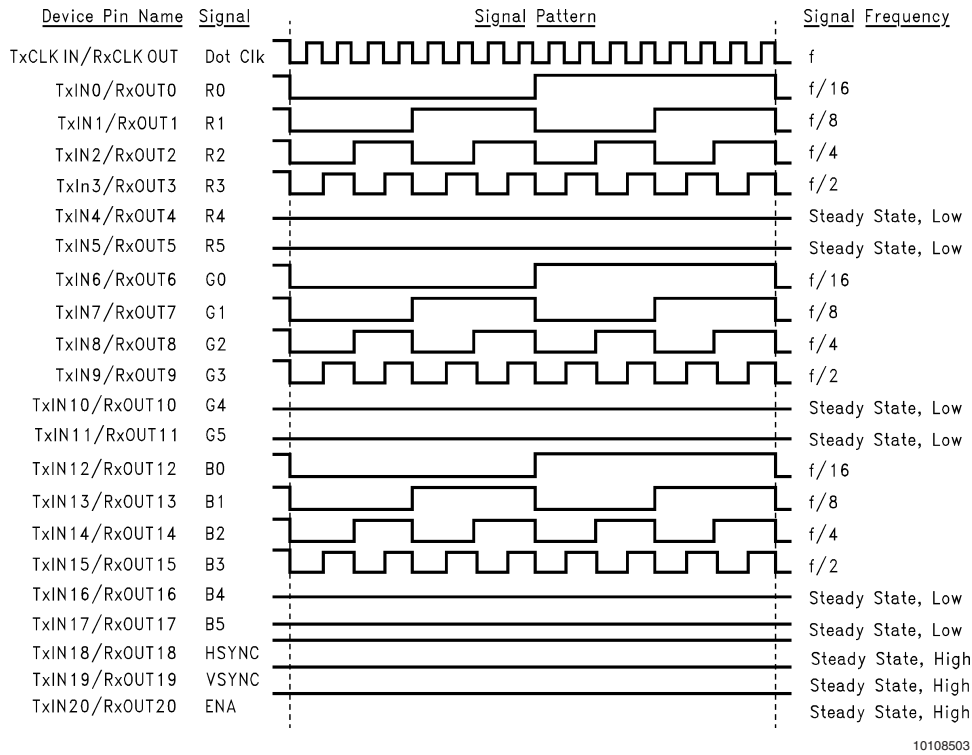 Device Pin Name Signal Signal Pattern Signal Frequency
TxCLK IN/RxCLK OUT Dot Clk f
TxIN0/RxOUT0 R0 f/16
TxIN1/RxOUT1 R1 f/8
TxIN2/RxOUT2 R2 f/4
TxIn3/RxOUT3 R3 f/2
TxIN4/RxOUT4 R4 Steady State, Low
TxIN5/RxOUT5 R5 Steady State, Low
TxIN6/RxOUT6 G0 f/16
TxIN7/RxOUT7 G1 f/8
TxIN8/RxOUT8 G2 f/4
TxIN9/RxOUT9 G3 f/2
TxIN10/RxOUT10 G4 Steady State, Low
TxIN11/RxOUT11 G5 Steady State, Low
TxIN12/RxOUT12 B0 f/16
TxIN13/RxOUT13 B1 f/8
TxIN14/RxOUT14 B2 f/4
TxIN15/RxOUT15 B3 f/2
TxIN16/RxOUT16 B4 Steady State, Low
TxIN17/RxOUT17 B5 Steady State, Low
TxIN18/RxOUT18 HSYNC Steady State, High
TxIN19/RxOUT19 VSYNC Steady State, High
TxIN20/RxOUT20 ENA Steady State, High
10108503